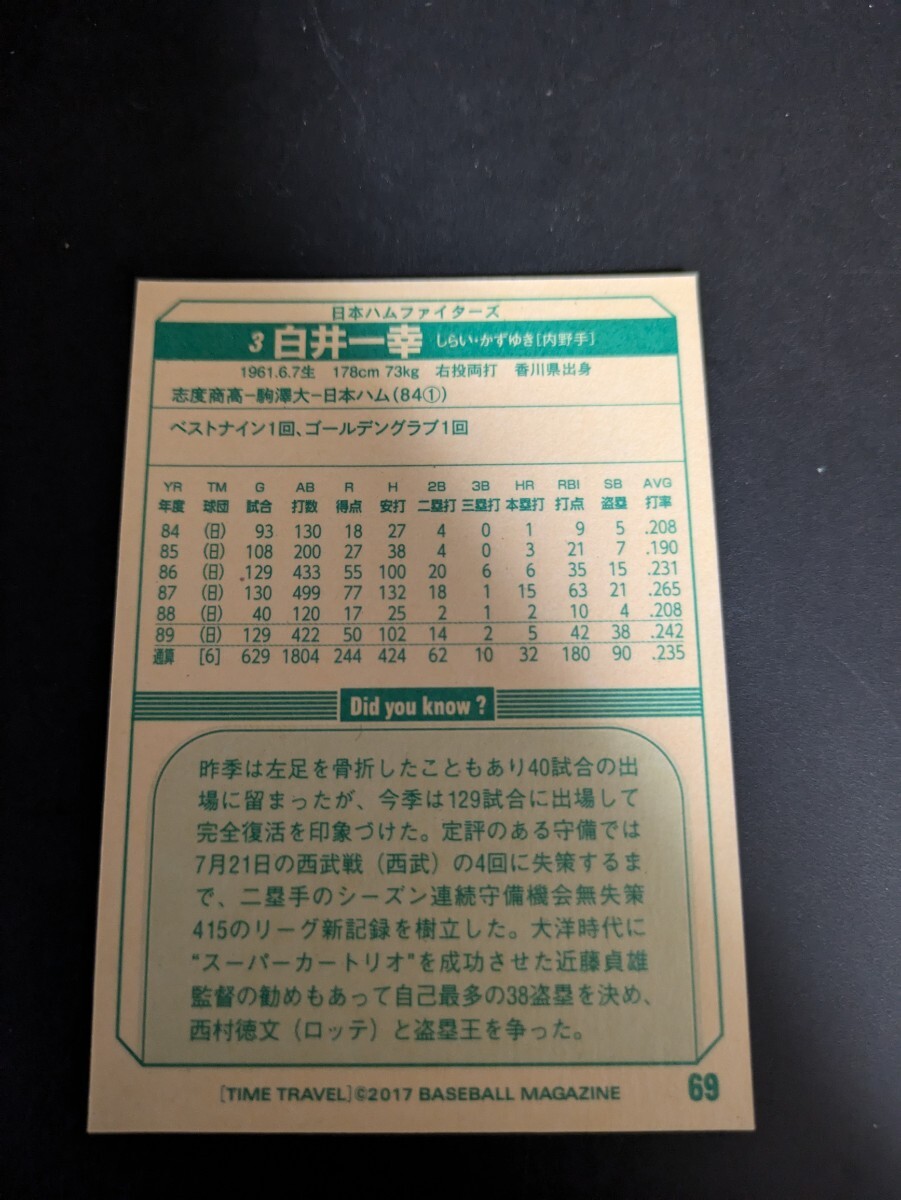 日本ハムファイターズ
3 白井一幸 しらい・かずゆき[内野手]
1961.6.7生 178cm 73kg 右投両打 香川県出身
志度商高−駒澤大−日本ハム(84①)
ベストナイン1回、ゴールデングラブ1回
YR TM G AB R H 2B 3B HR RBI SB AVG
年度 球団 試合 打数 得点 安打 二塁打 三塁打 本塁打 打点 盗塁 打率
84 (日) 93 130 18 27 4 0 1 9 5 .208
85 (日) 108 200 27 38 4 0 3 21 7 .190
86 (日) 129 433 55 100 20 6 6 35 15 .231
87 (日) 130 499 77 132 18 1 15 63 21 .265
88 (日) 40 120 17 25 2 1 2 10 4 .208
89 (日) 129 422 50 102 14 2 5 42 38 .242
通算 [6] 629 1804 244 424 62 10 32 180 90 .235
Did you know?
昨季は左足を骨折したこともあり40試合の出
場に留まったが、今季は129試合に出場して
完全復活を印象づけた。定評のある守備では
7月21日の西武戦（西武）の4回に失策するま
で、二塁手のシーズン連続守備機会無失策
415のリーグ新記録を樹立した。大洋時代に
“スーパーカートリオ”を成功させた近藤貞雄
監督の勧めもあって自己最多の38盗塁を決め、
西村徳文（ロッテ）と盗塁王を争った。
[TIME TRAVEL]©2017 BASEBALL MAGAZINE
69